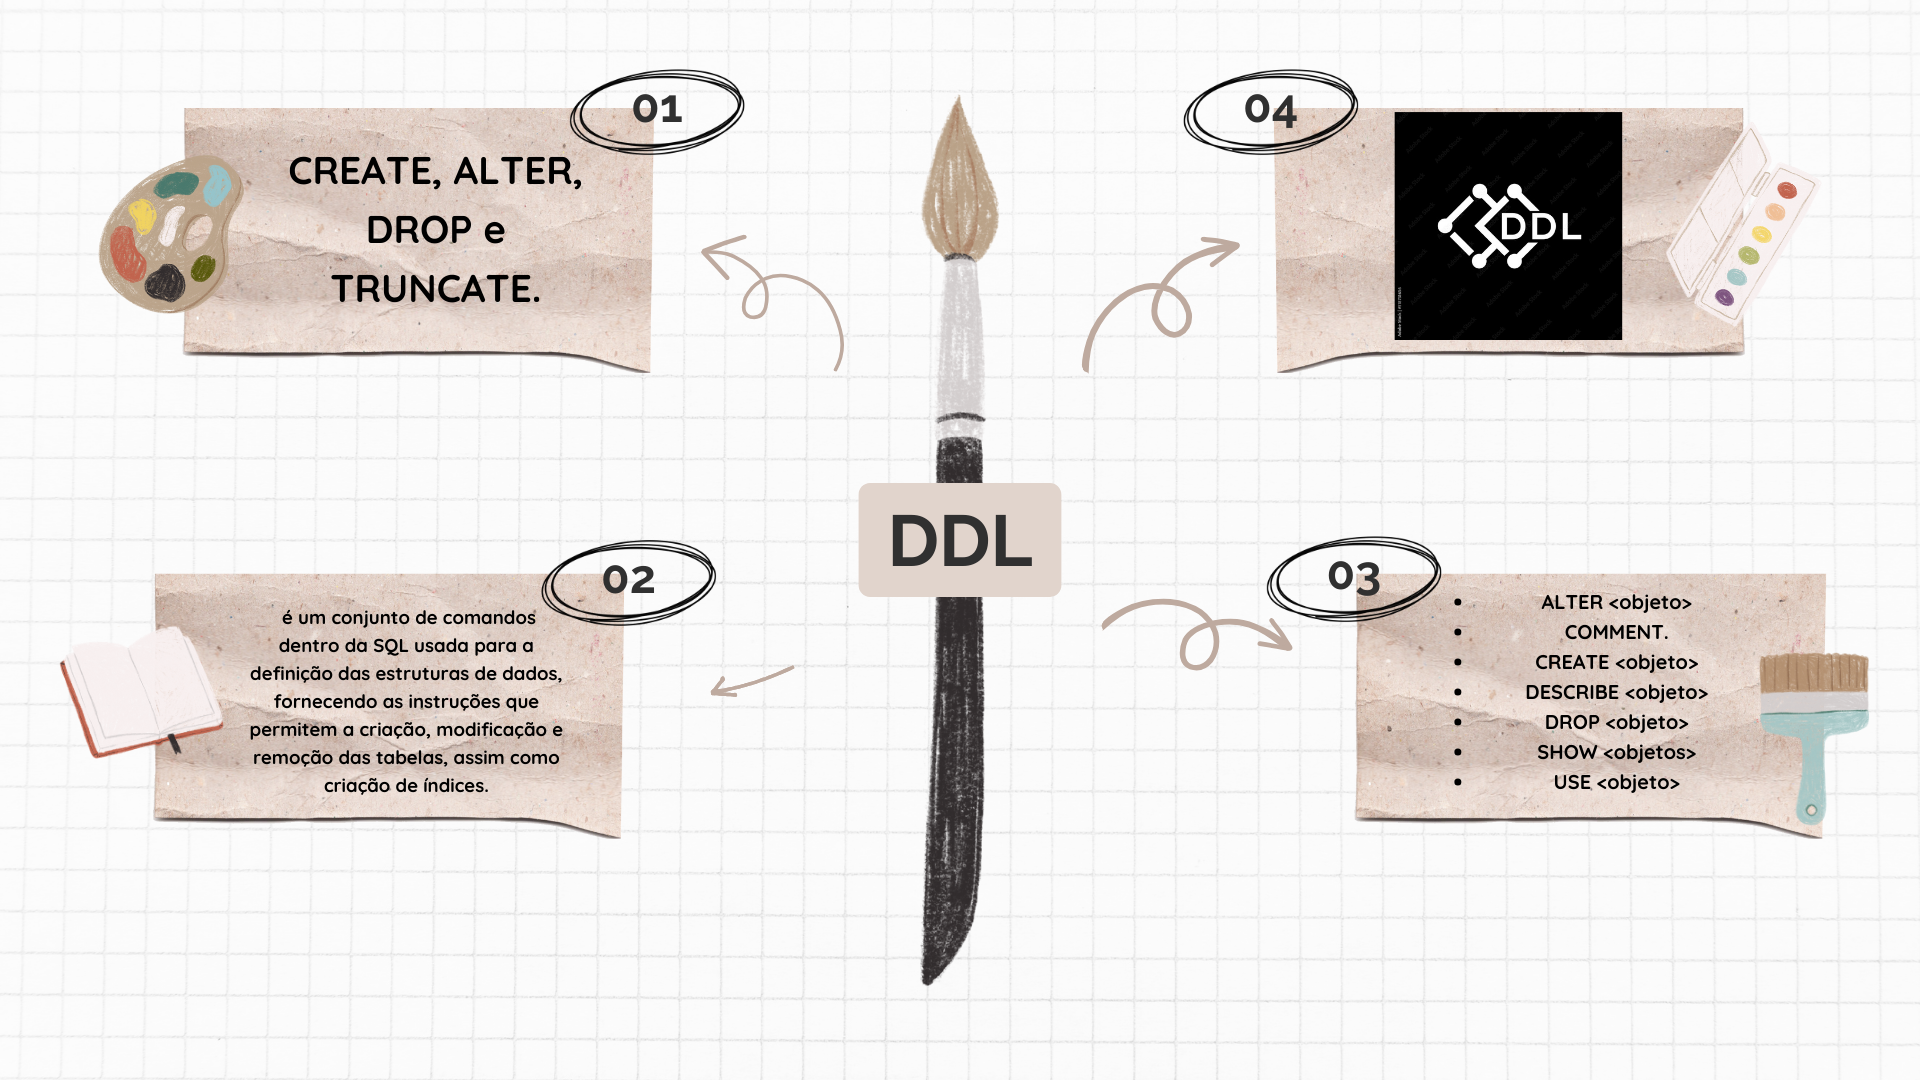 01
CREATE, ALTER,
DROP e
TRUNCATE.
02
é um conjunto de comandos
dentro da SQL usada para a
definição das estruturas de dados,
fornecendo as instruções que
permitem a criação, modificação e
remoção das tabelas, assim como
criação de índices.
DDL
03
• ALTER <objeto>
• COMMENT.
• CREATE <objeto>
• DESCRIBE <objeto>
• DROP <objeto>
• SHOW <objetos>
• USE <objeto>
04
DDL